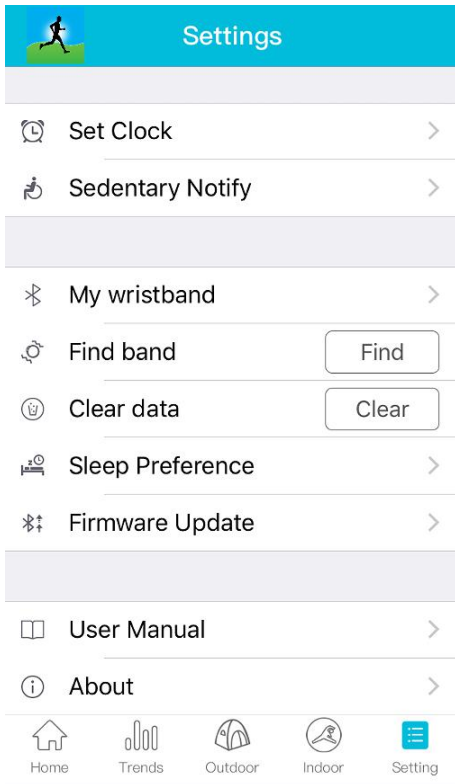 Settings
Set Clock
Sedentary Notify
My wristband
Find band Find
Clear data Clear
Sleep Preference
Firmware Update
User Manual
About
Home Trends Outdoor Indoor Setting